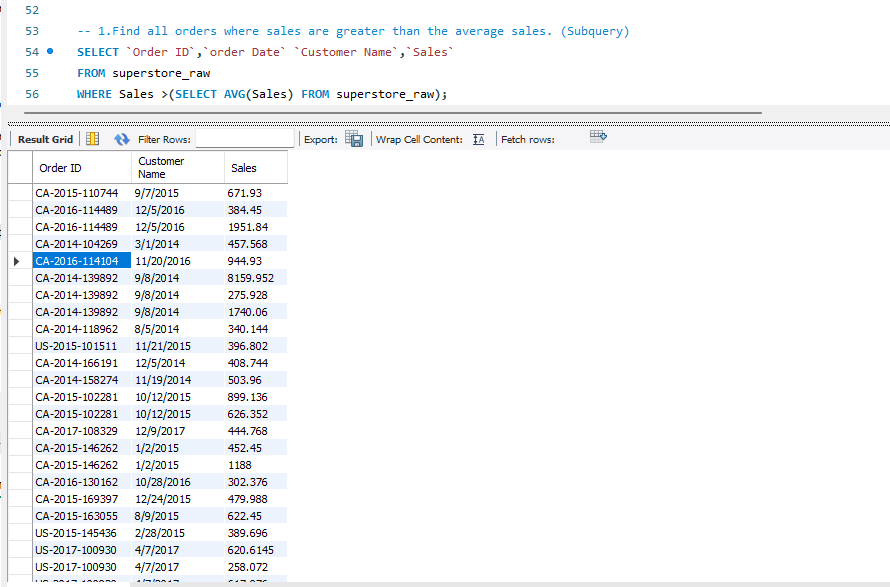 52
53 -- 1.Find all orders where sales are greater than the average sales. (Subquery)
54 SELECT `Order ID`,`order Date` `Customer Name`,`Sales`
55 FROM superstore_raw
56 WHERE Sales >(SELECT AVG(Sales) FROM superstore_raw);
Result Grid Filter Rows: Export: Wrap Cell Content: Fetch rows:
Order ID Customer Name Sales
CA-2015-110744 9/7/2015 671.93
CA-2016-114489 12/5/2016 384.45
CA-2016-114489 12/5/2016 1951.84
CA-2014-104269 3/1/2014 457.568
CA-2016-114104 11/20/2016 944.93
CA-2014-139892 9/8/2014 8159.952
CA-2014-139892 9/8/2014 275.928
CA-2014-139892 9/8/2014 1740.06
CA-2014-118962 8/5/2014 340.144
US-2015-101511 11/21/2015 396.802
CA-2014-166191 12/5/2014 408.744
CA-2014-158274 11/19/2014 503.96
CA-2015-102281 10/12/2015 899.136
CA-2015-102281 10/12/2015 626.352
CA-2017-108329 12/9/2017 444.768
CA-2015-146262 1/2/2015 452.45
CA-2015-146262 1/2/2015 1188
CA-2016-130162 10/28/2016 302.376
CA-2015-169397 12/24/2015 479.988
CA-2015-163055 8/9/2015 622.45
US-2015-145436 2/28/2015 389.696
US-2017-100930 4/7/2017 620.6145
US-2017-100930 4/7/2017 258.072